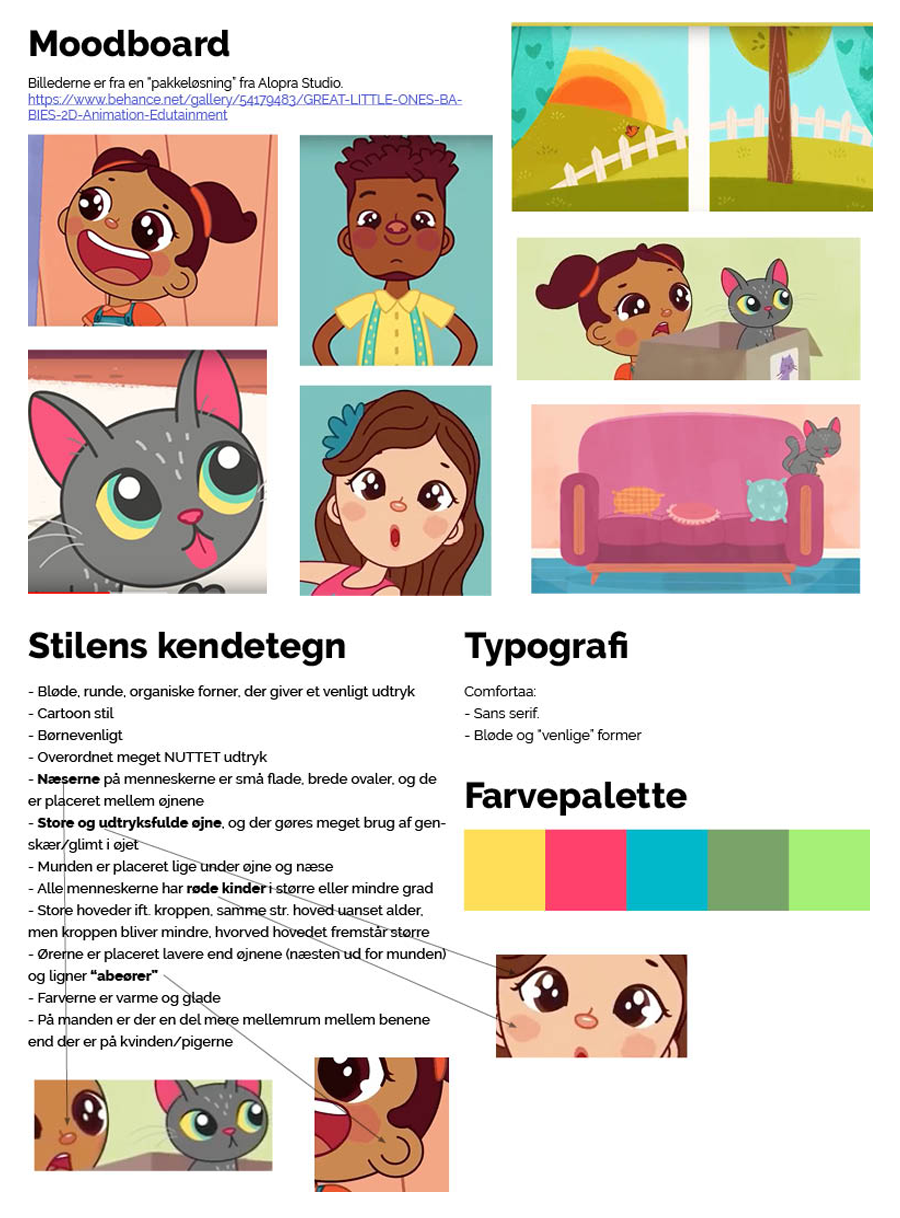 Moodboard
Billederne er fra en "pakkeløsning" fra Alopra Studio.
https://www.behance.net/gallery/54179483/GREAT-LITTLE-ONES-BA-
BIES-2D-Animation-Edutainment
Stilens kendetegn
- Bløde, runde, organiske forner, der giver et venligt udtryk
- Cartoon stil
- Børnevenligt
- Overordnet meget NUTTET udtryk
- Næserne på menneskerne er små flade, brede ovaler, og de
er placeret mellem øjnene
- Store og udtryksfulde øjne, og der gøres meget brug af gen-
skær/glimt i øjet
- Munden er placeret lige under øjne og næse
- Alle menneskerne har røde kinder i større eller mindre grad
- Store hoveder ift. kroppen, samme str. hoved uanset alder,
men kroppen bliver mindre, hvorved hovedet fremstår større
- Ørerne er placeret lavere end øjnene (næsten ud for munden)
og ligner “abeører”
- Farverne er varme og glade
- På manden er der en del mere mellemrum mellem benene
end der er på kvinden/pigerne
Typografi
Comfortaa:
- Sans serif.
- Bløde og "venlige" former
Farvepalette